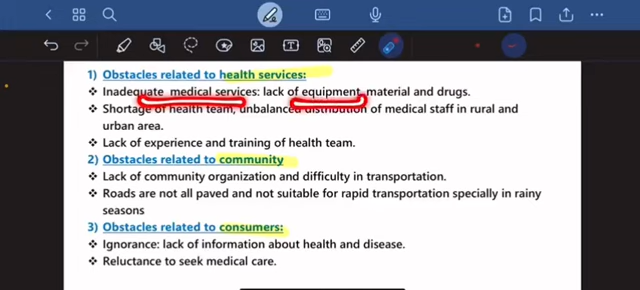 1) Obstacles related to health services:
❖ Inadequate medical services: lack of equipment, material and drugs.
❖ Shortage of health team, unbalanced distribution of medical staff in rural and
urban area.
❖ Lack of experience and training of health team.
2) Obstacles related to community
❖ Lack of community organization and difficulty in transportation.
❖ Roads are not all paved and not suitable for rapid transportation specially in rainy
seasons
3) Obstacles related to consumers:
❖ Ignorance: lack of information about health and disease.
❖ Reluctance to seek medical care.